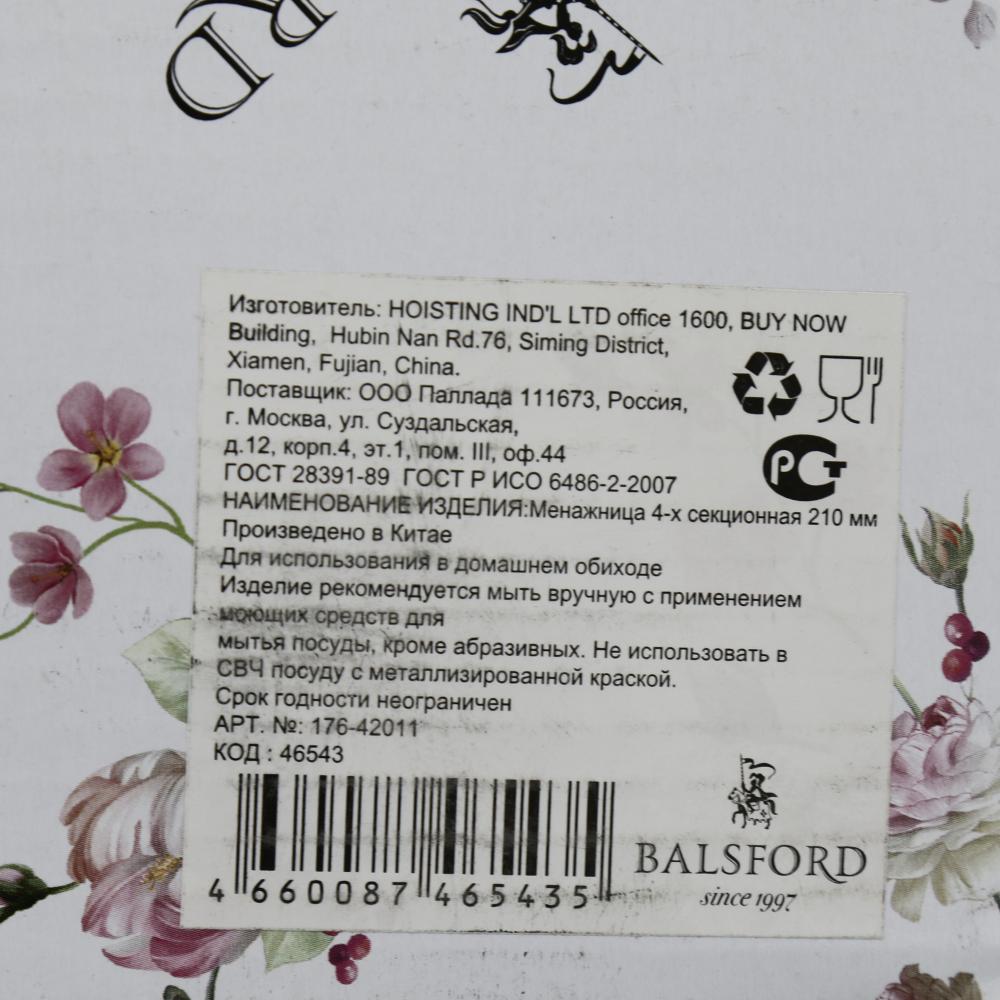 RD
Изготовитель: HOISTING IND'L LTD office 1600, BUY NOW
Building, Hubin Nan Rd.76, Siming District,
Xiamen, Fujian, China.
Поставщик: ООО Паллада 111673, Россия,
г. Москва, ул. Суздальская,
д.12, корп.4, эт.1, пом. III, оф.44
ГОСТ 28391-89 ГОСТ Р ИСО 6486-2-2007
НАИМЕНОВАНИЕ ИЗДЕЛИЯ:Менажница 4-х секционная 210 мм
Произведено в Китае
Для использования в домашнем обиходе
Изделие рекомендуется мыть вручную с применением
моющих средств для
мытья посуды, кроме абразивных. Не использовать в
СВЧ посуду с металлизированной краской.
Срок годности неограничен
АРТ. №: 176-42011
КОД : 46543
4 660087 465435
РСТ
BALSFORD
since 1997